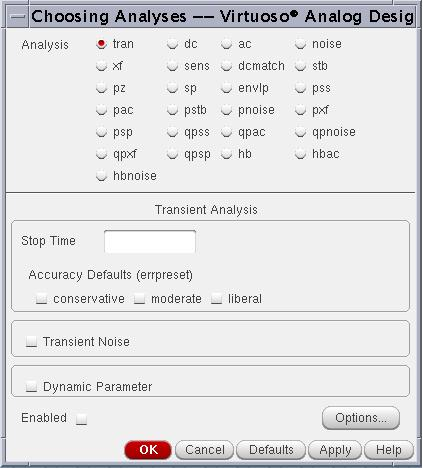 Choosing Analyses -- Virtuoso® Analog Desig
Analysis tran dc ac noise
xf sens dcmatch stb
pz sp envlp pss
pac pstb pnoise pxf
psp qpss qpac qpnoise
qpxf qpsp hb hbac
hbnoise
Transient Analysis
Stop Time
Accuracy Defaults (errpreset)
conservative moderate liberal
Transient Noise
Dynamic Parameter
Enabled Options...
OK Cancel Defaults Apply Help